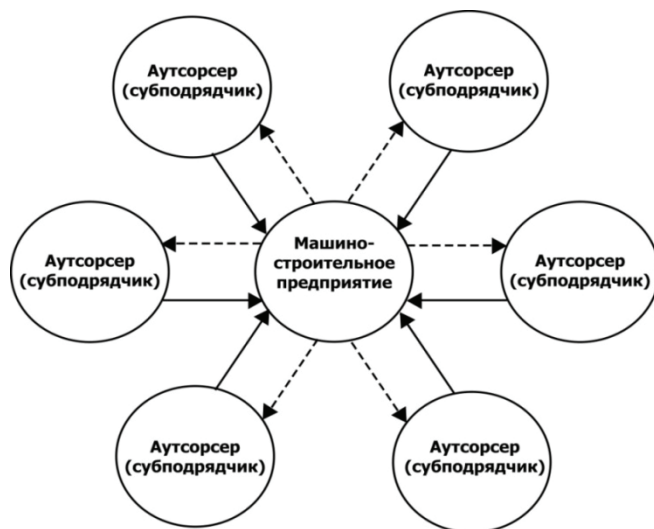 Аутсорсер
(субподрядчик)
Аутсорсер
(субподрядчик)
Аутсорсер
(субподрядчик)
Машино-
строительное
предприятие
Аутсорсер
(субподрядчик)
Аутсорсер
(субподрядчик)
Аутсорсер
(субподрядчик)